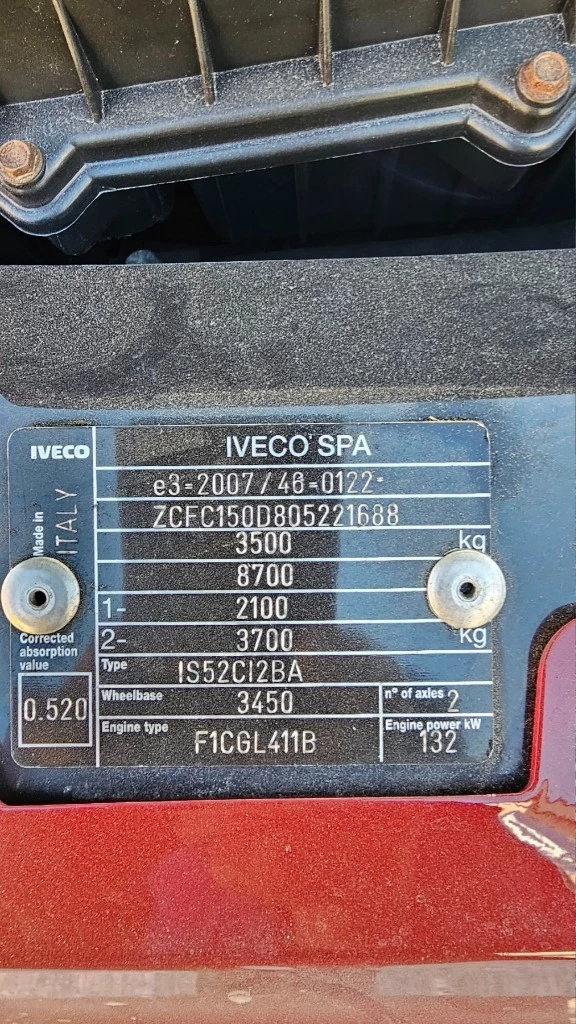 IVECO IVECO SPA
e3-2007/46-0122-
ZCFC150D805221688
3500 kg
8700
1- 2100
2- 3700 kg
Type IS52CI2BA
Wheelbase 3450 n° of axles 2
Engine type F1CGL411B Engine power kW 132
Made in ITALY
Corrected
absorption
value
0.520